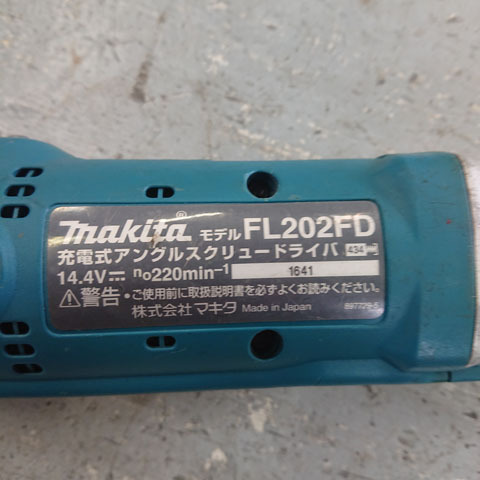 makita® モデル FL202FD
充電式アングルスクリュードライバ 434
14.4V⎓ n₀220min⁻¹ 1641
⚠警告・ご使用前に取扱説明書を必ずよくお読みください。
株式会社 マキタ Made in Japan